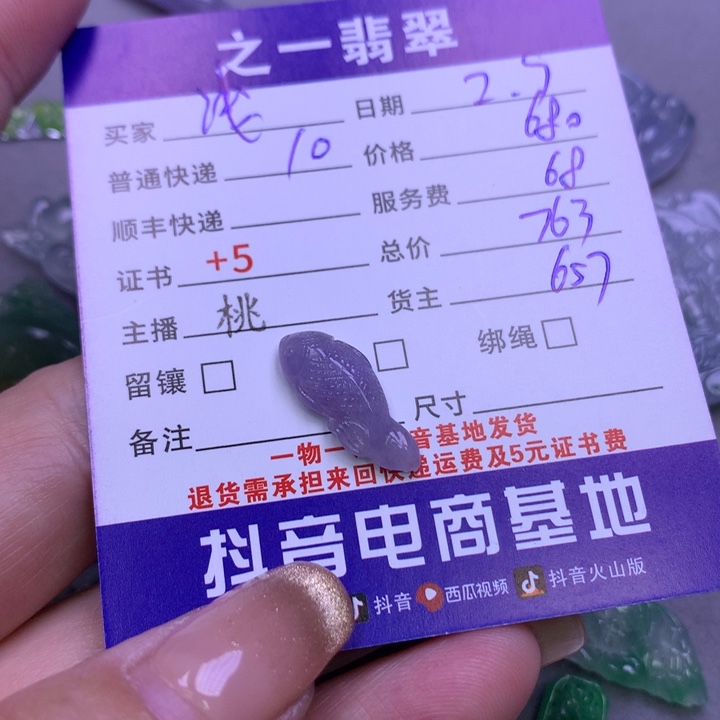 之一翡翠
买家 浅 日期 2.5
普通快递 10 价格 680
顺丰快递 服务费 68
证书 +5 总价 763
主播 桃 货主 657
留镶 绑绳
备注 尺寸
一物一 音基地发货
退货需承担来回快递运费及5元证书费
抖音电商基地
抖音 西瓜视频 抖音火山版